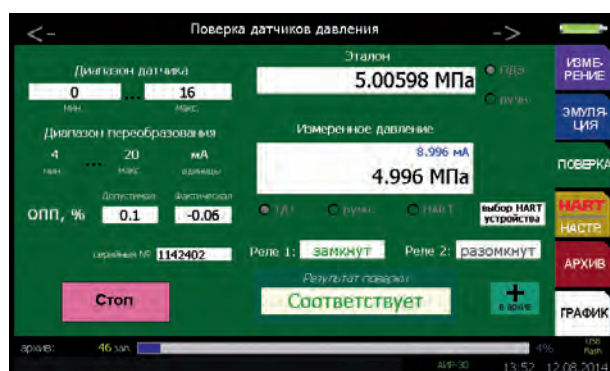 <- Поверка датчиков давления ->
Диапазон датчика
0 ... 16
мин. макс.
Диапазон переобразования
4 ... 20 мА
мин. макс. единицы
Допустимая Фактическая
ОПП, % 0.1 -0.06
серийный № 1142402
Стоп
Эталон
5.00598 МПа
ПДЭ
ручн.
Измеренное давление
8.996 мА
4.996 МПа
ручн. HART
выбор HART
устройства
Реле 1: замкнут Реле 2: разомкнут
Результат поверки
Соответствует
+
в архив
ИЗМЕ-
РЕНИЕ
ЭМУЛЯ-
ЦИЯ
ПОВЕРКА
HART
НАСТР.
АРХИВ
ГРАФИК
архив: 46 зап. 4% USB
flash
АИР-30 13:52 12.08.2014